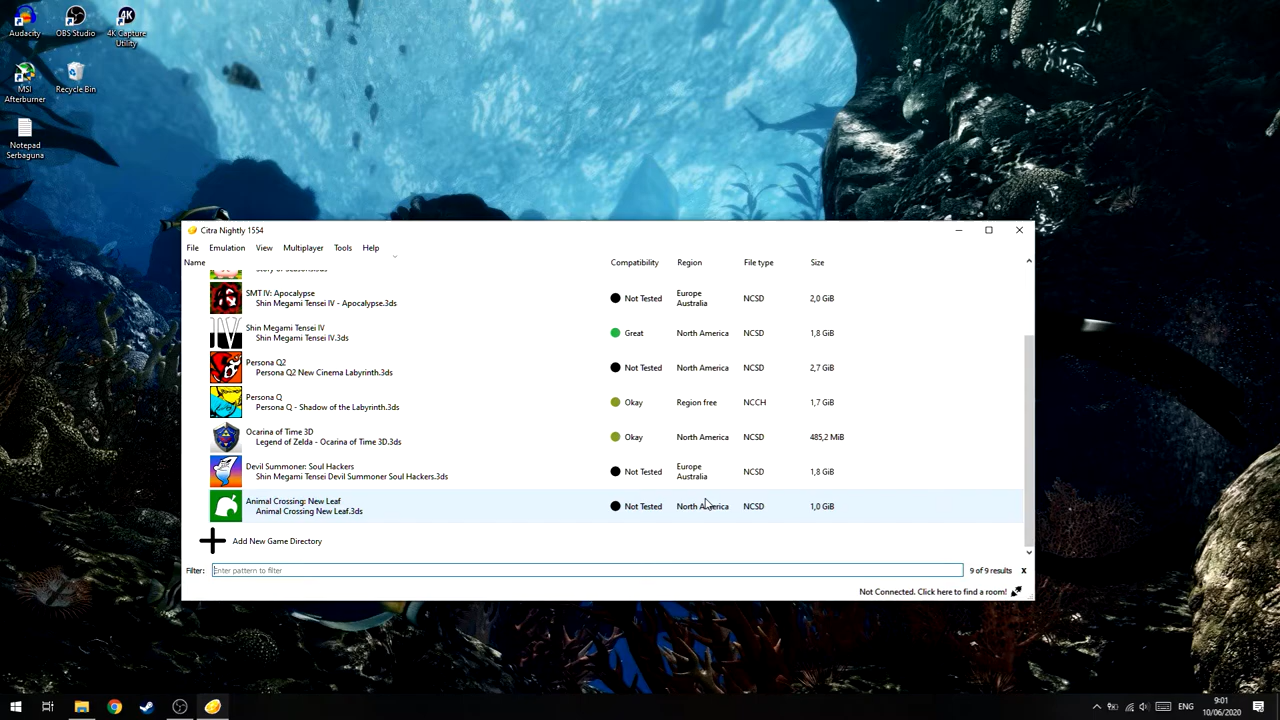 Audacity
OBS Studio
4K Capture
Utility
MSI
Afterburner
Recycle Bin
Notepad
Serbaguna
Citra Nightly 1554
File Emulation View Multiplayer Tools Help
Name Compatibility Region File type Size
Story of Seasons.3ds
SMT IV: Apocalypse
Shin Megami Tensei IV - Apocalypse.3ds
Not Tested
Europe
Australia
NCSD
2,0 GiB
Shin Megami Tensei IV
Shin Megami Tensei IV.3ds
Great
North America
NCSD
1,8 GiB
Persona Q2
Persona Q2 New Cinema Labyrinth.3ds
Not Tested
North America
NCSD
2,7 GiB
Persona Q
Persona Q - Shadow of the Labyrinth.3ds
Okay
Region free
NCCH
1,7 GiB
Ocarina of Time 3D
Legend of Zelda - Ocarina of Time 3D.3ds
Okay
North America
NCSD
485,2 MiB
Devil Summoner: Soul Hackers
Shin Megami Tensei Devil Summoner Soul Hackers.3ds
Not Tested
Europe
Australia
NCSD
1,8 GiB
Animal Crossing: New Leaf
Animal Crossing New Leaf.3ds
Not Tested
North America
NCSD
1,0 GiB
Add New Game Directory
Filter: Enter pattern to filter 9 of 9 results x
Not Connected. Click here to find a room!
ENG
9:01
10/06/2020